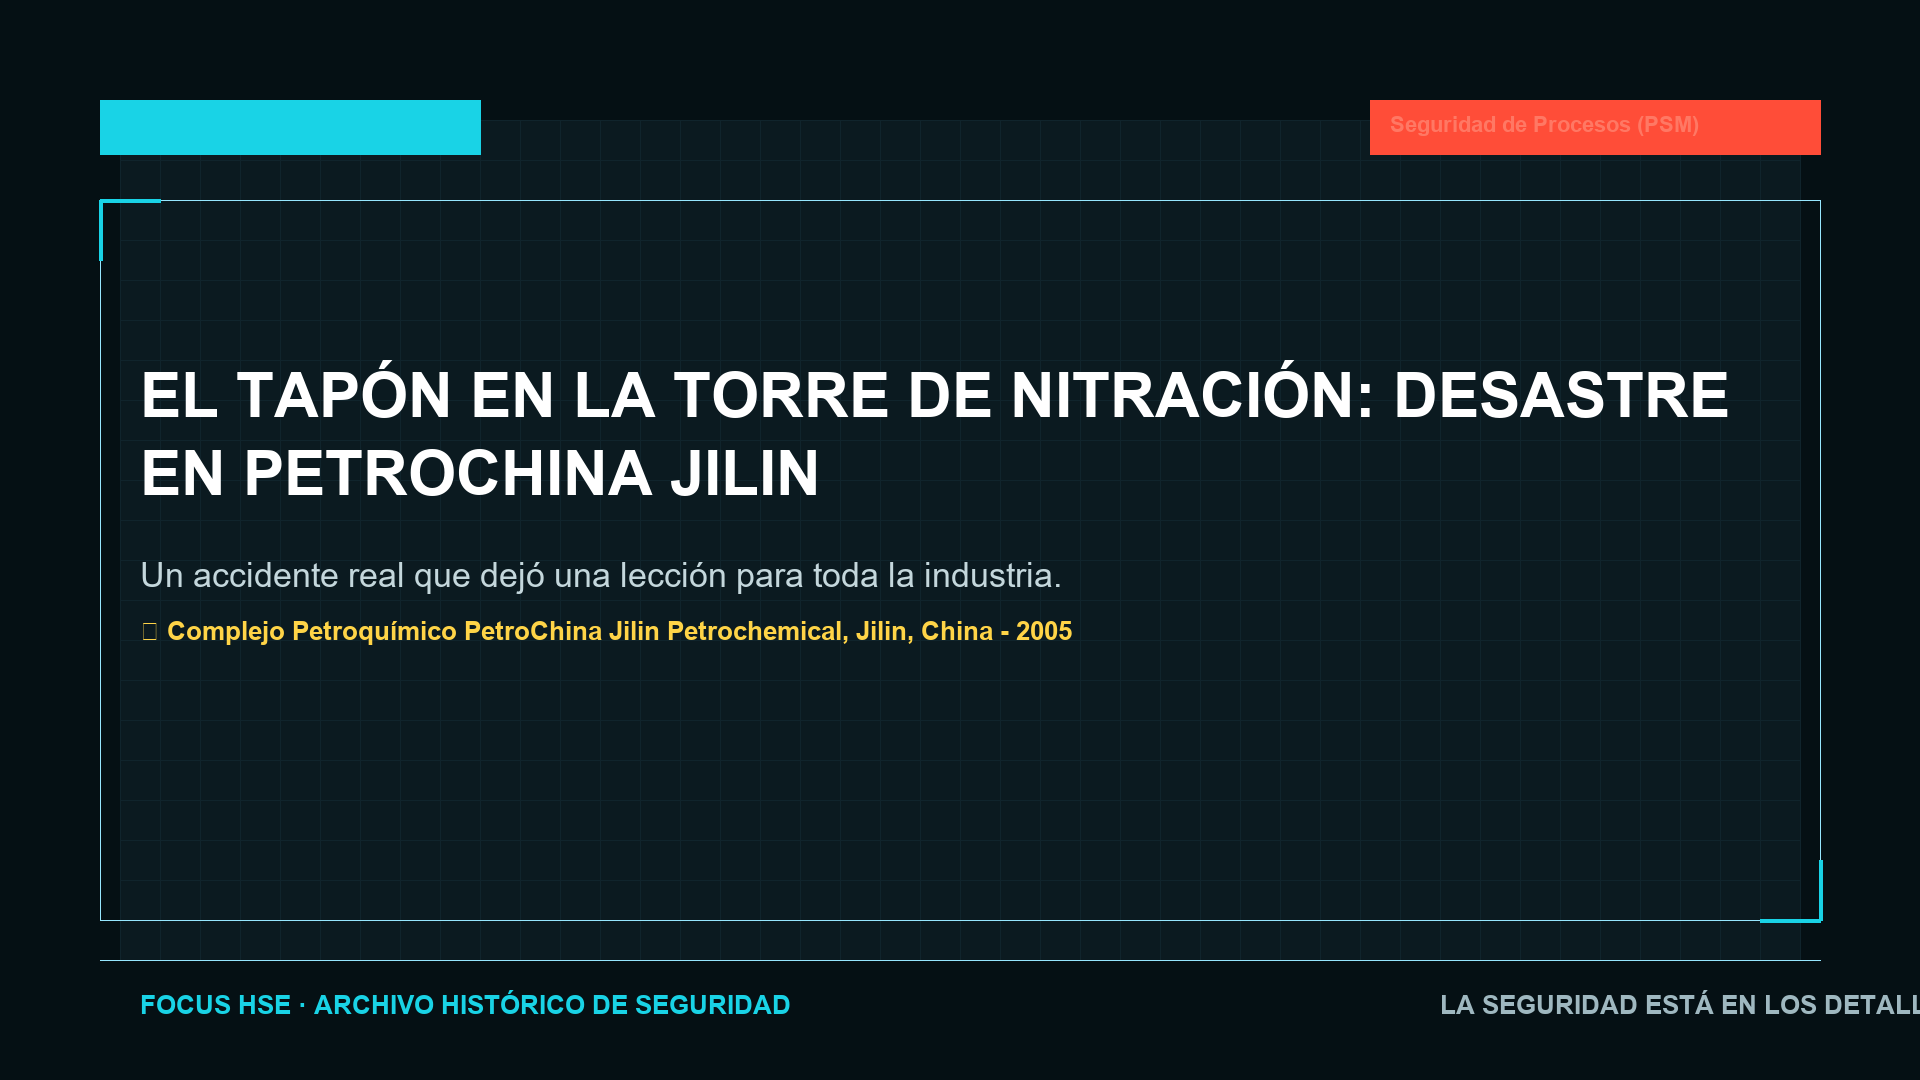 Seguridad de Procesos (PSM)
EL TAPÓN EN LA TORRE DE NITRACIÓN: DESASTRE
EN PETROCHINA JILIN
Un accidente real que dejó una lección para toda la industria.
Complejo Petroquímico PetroChina Jilin Petrochemical, Jilin, China - 2005
FOCUS HSE · ARCHIVO HISTÓRICO DE SEGURIDAD
LA SEGURIDAD ESTÁ EN LOS DETALL